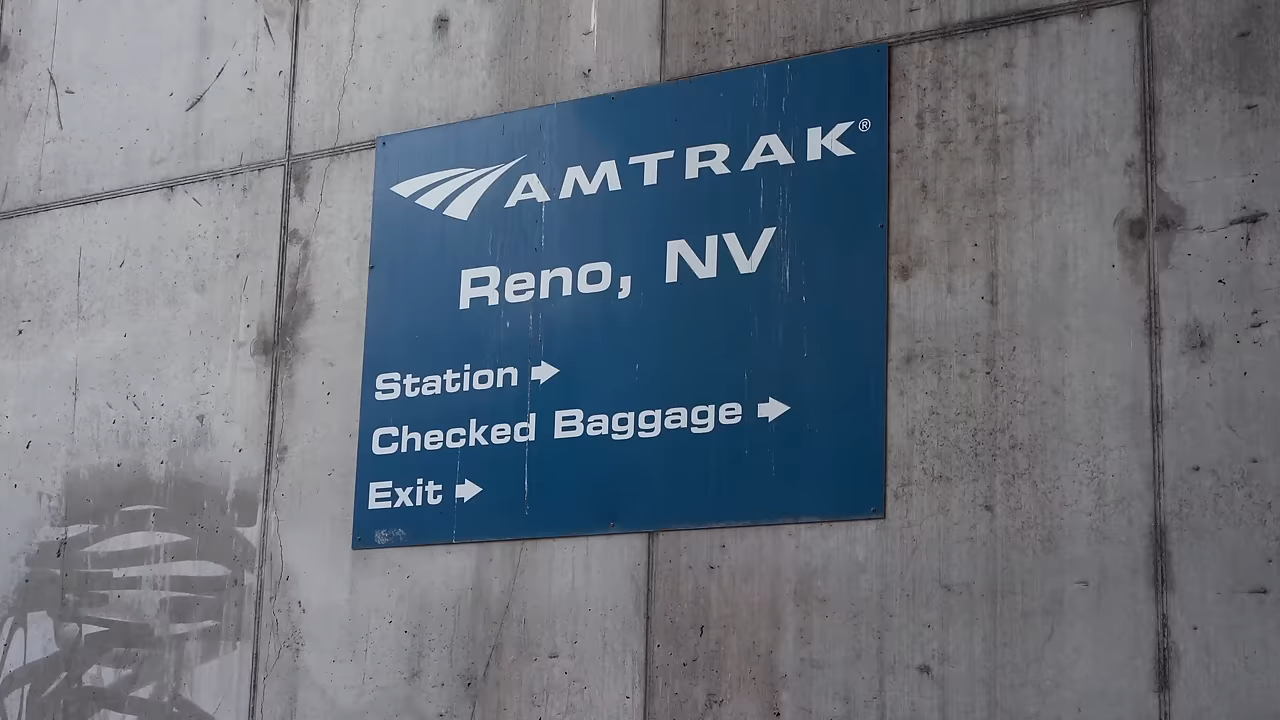 AMTRAK®
Reno, NV
Station →
Checked Baggage →
Exit →